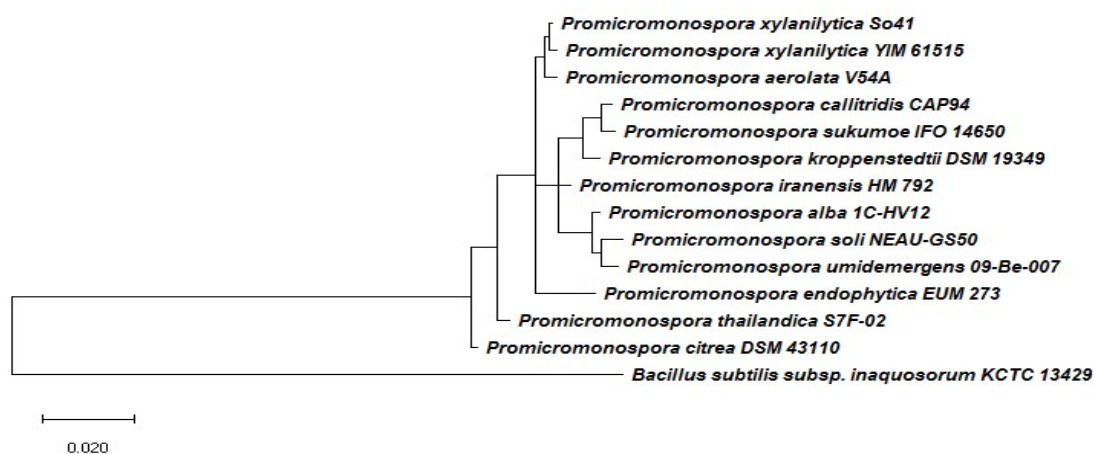 Promicromonospora xylanilytica So41
Promicromonospora xylanilytica YIM 61515
Promicromonospora aerolata V54A
Promicromonospora callitridis CAP94
Promicromonospora sukumoe IFO 14650
Promicromonospora kroppenstedtii DSM 19349
Promicromonospora iranensis HM 792
Promicromonospora alba 1C-HV12
Promicromonospora soli NEAU-GS50
Promicromonospora umidemergens 09-Be-007
Promicromonospora endophytica EUM 273
Promicromonospora thailandica S7F-02
Promicromonospora citrea DSM 43110
Bacillus subtilis subsp. inaquosorum KCTC 13429
0.020